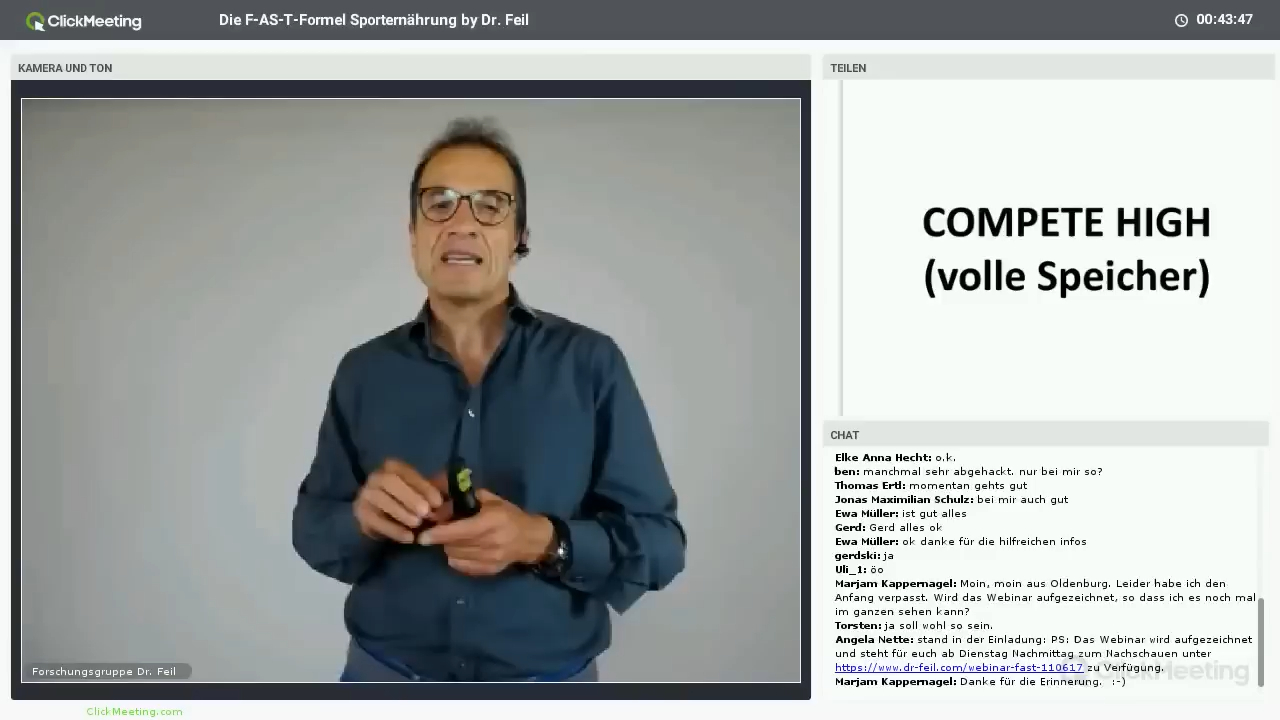 ClickMeeting
Die F-AS-T-Formel Sporternährung by Dr. Feil
00:43:47
KAMERA UND TON
TEILEN
COMPETE HIGH
(volle Speicher)
CHAT
Elke Anna Hecht: o.k.
ben: manchmal sehr abgehackt. nur bei mir so?
Thomas Ertl: momentan gehts gut
Jonas Maximilian Schulz: bei mir auch gut
Ewa Müller: ist gut alles
Gerd: Gerd alles ok
Ewa Müller: ok danke für die hilfreichen infos
gerdski: ja
Uli_1: öo
Marjam Kappernagel: Moin, moin aus Oldenburg. Leider habe ich den
Anfang verpasst. Wird das Webinar aufgezeichnet, so dass ich es noch mal
im ganzen sehen kann?
Torsten: ja soll wohl so sein.
Angela Nette: stand in der Einladung: PS: Das Webinar wird aufgezeichnet
und steht für euch ab Dienstag Nachmittag zum Nachschauen unter
https://www.dr-feil.com/webinar-fast-110617 zu Verfügung.
Marjam Kappernagel: Danke für die Erinnerung. :-)
ClickMeeting
Forschungsgruppe Dr. Feil
ClickMeeting.com